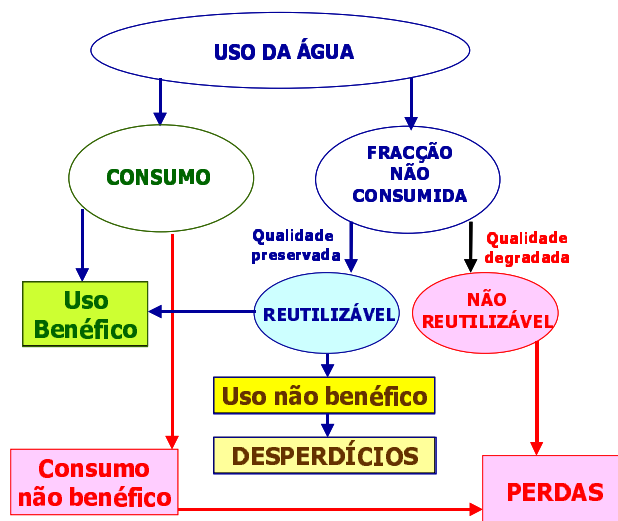 USO DA ÁGUA
CONSUMO
FRACÇÃO
NÃO
CONSUMIDA
Qualidade
preservada
Qualidade
degradada
Uso
Benéfico
REUTILIZÁVEL
NÃO
REUTILIZÁVEL
Uso não benéfico
DESPERDÍCIOS
Consumo
não benéfico
PERDAS